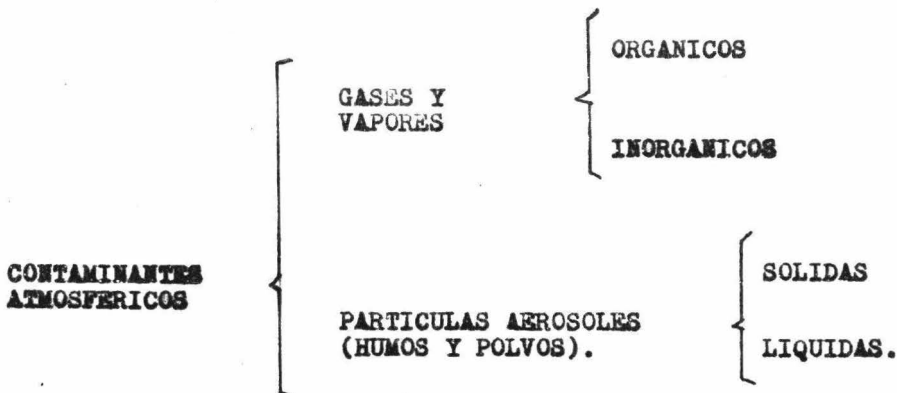 ORGANICOS
GASES Y
VAPORES
INORGANICOS
CONTAMINANTES
ATMOSFERICOS
SOLIDAS
PARTICULAS AEROSOLES
(HUMOS Y POLVOS).
LIQUIDAS.